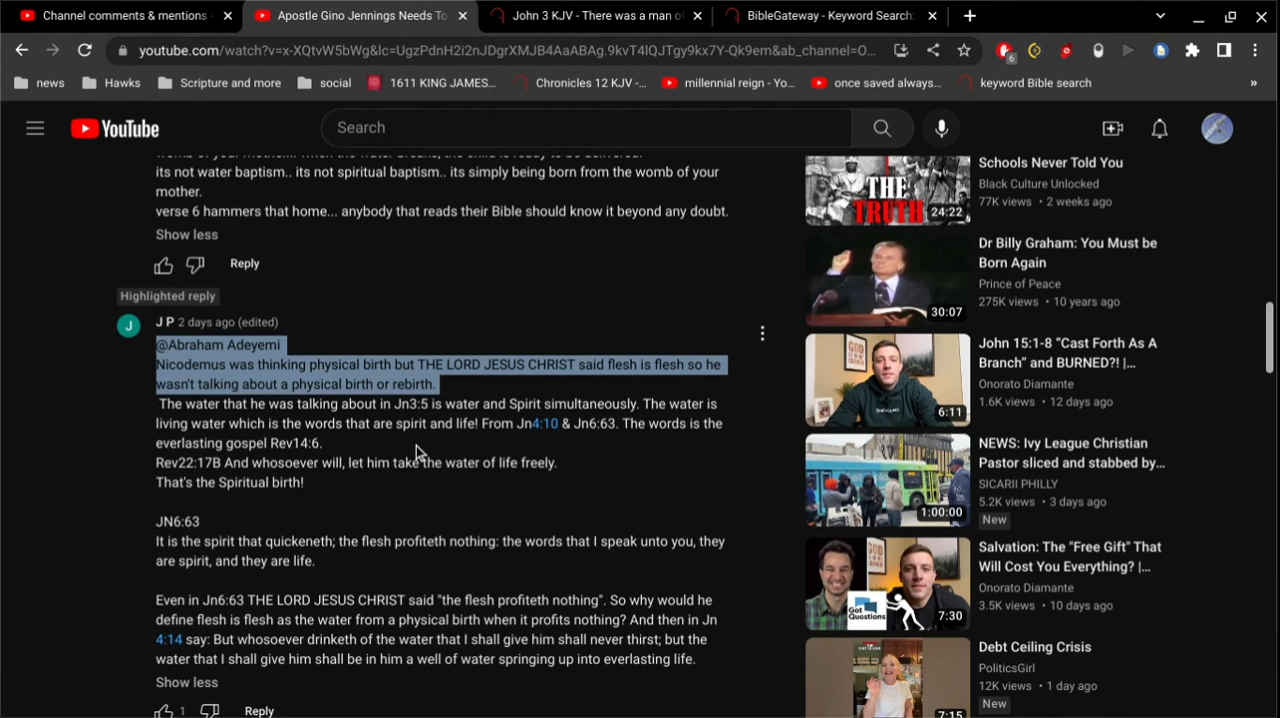 Channel comments & mentions -
Apostle Gino Jennings Needs To
John 3 KJV - There was a man of
BibleGateway - Keyword Search:
youtube.com/watch?v=x-XQtvW5bWg&lc=UgzPdnH2i2nJDgrXMJB4AaABAg.9kvT4lQJTgy9kx7Y-Qk9em&ab_channel=O...
6
news
Hawks
Scripture and more
social
1611 KING JAMES...
Chronicles 12 KJV -...
millennial reign - Yo...
once saved always...
keyword Bible search
»
YouTube
Search
womb of your mother... when the water breaks, the child is ready to be delivered!
its not water baptism.. its not spiritual baptism.. its simply being born from the womb of your
mother.
verse 6 hammers that home... anybody that reads their Bible should know it beyond any doubt.
Show less
Reply
Highlighted reply
J
J P 2 days ago (edited)
@Abraham Adeyemi
Nicodemus was thinking physical birth but THE LORD JESUS CHRIST said flesh is flesh so he
wasn't talking about a physical birth or rebirth.
The water that he was talking about in Jn3:5 is water and Spirit simultaneously. The water is
living water which is the words that are spirit and life! From Jn4:10 & Jn6:63. The words is the
everlasting gospel Rev14:6.
Rev22:17B And whosoever will, let him take the water of life freely.
That's the Spiritual birth!
JN6:63
It is the spirit that quickeneth; the flesh profiteth nothing: the words that I speak unto you, they
are spirit, and they are life.
Even in Jn6:63 THE LORD JESUS CHRIST said "the flesh profiteth nothing". So why would he
define flesh is flesh as the water from a physical birth when it profits nothing? And then in Jn
4:14 say: But whosoever drinketh of the water that I shall give him shall never thirst; but the
water that I shall give him shall be in him a well of water springing up into everlasting life.
Show less
1
Reply
THE
TRUTH
24:22
Schools Never Told You
Black Culture Unlocked
77K views • 2 weeks ago
30:07
Dr Billy Graham: You Must be
Born Again
Prince of Peace
275K views • 10 years ago
6:11
John 15:1-8 “Cast Forth As A
Branch” and BURNED?! |...
Onorato Diamante
1.6K views • 12 days ago
1:00:00
NEWS: Ivy League Christian
Pastor sliced and stabbed by...
SICARII PHILLY
5.2K views • 3 days ago
New
Got
Questions
7:30
Salvation: The "Free Gift" That
Will Cost You Everything? |...
Onorato Diamante
3.5K views • 10 days ago
7:15
Debt Ceiling Crisis
PoliticsGirl
12K views • 1 day ago
New